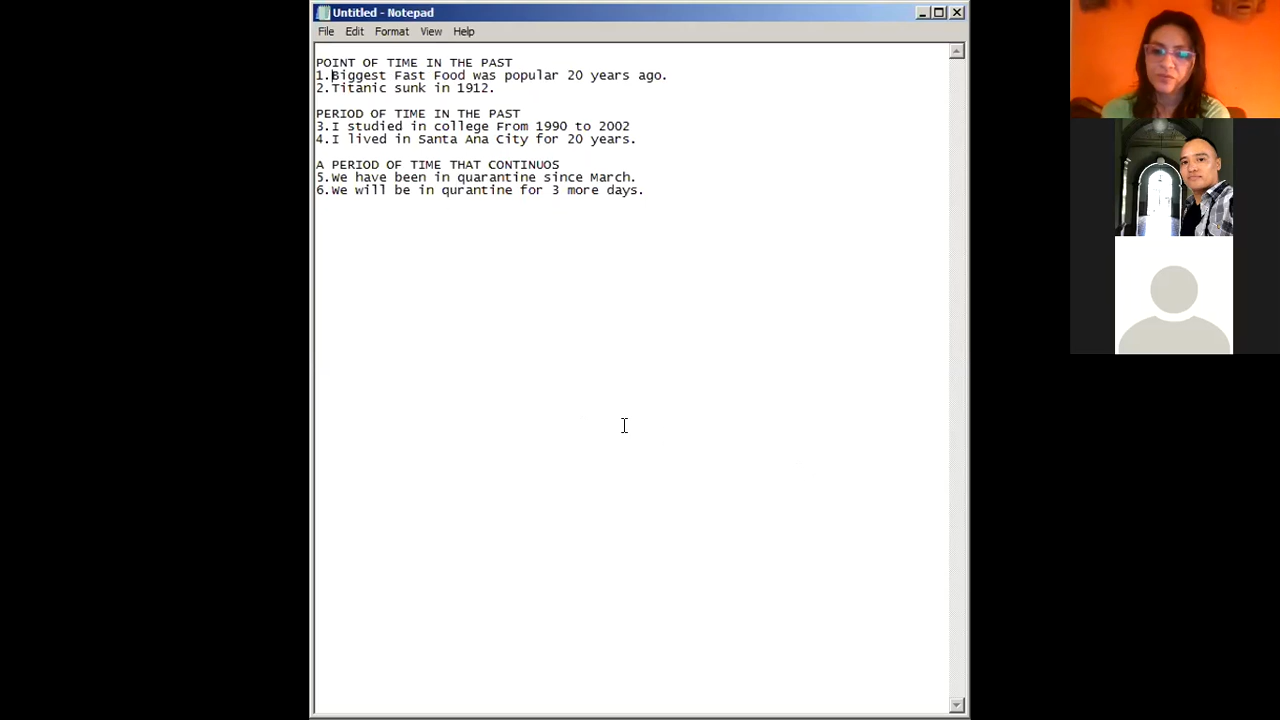 Untitled - Notepad
File Edit Format View Help
POINT OF TIME IN THE PAST
1.Biggest Fast Food was popular 20 years ago.
2.Titanic sunk in 1912.
PERIOD OF TIME IN THE PAST
3.I studied in college From 1990 to 2002
4.I lived in Santa Ana City for 20 years.
A PERIOD OF TIME THAT CONTINUOS
5.We have been in quarantine since March.
6.We will be in qurantine for 3 more days.